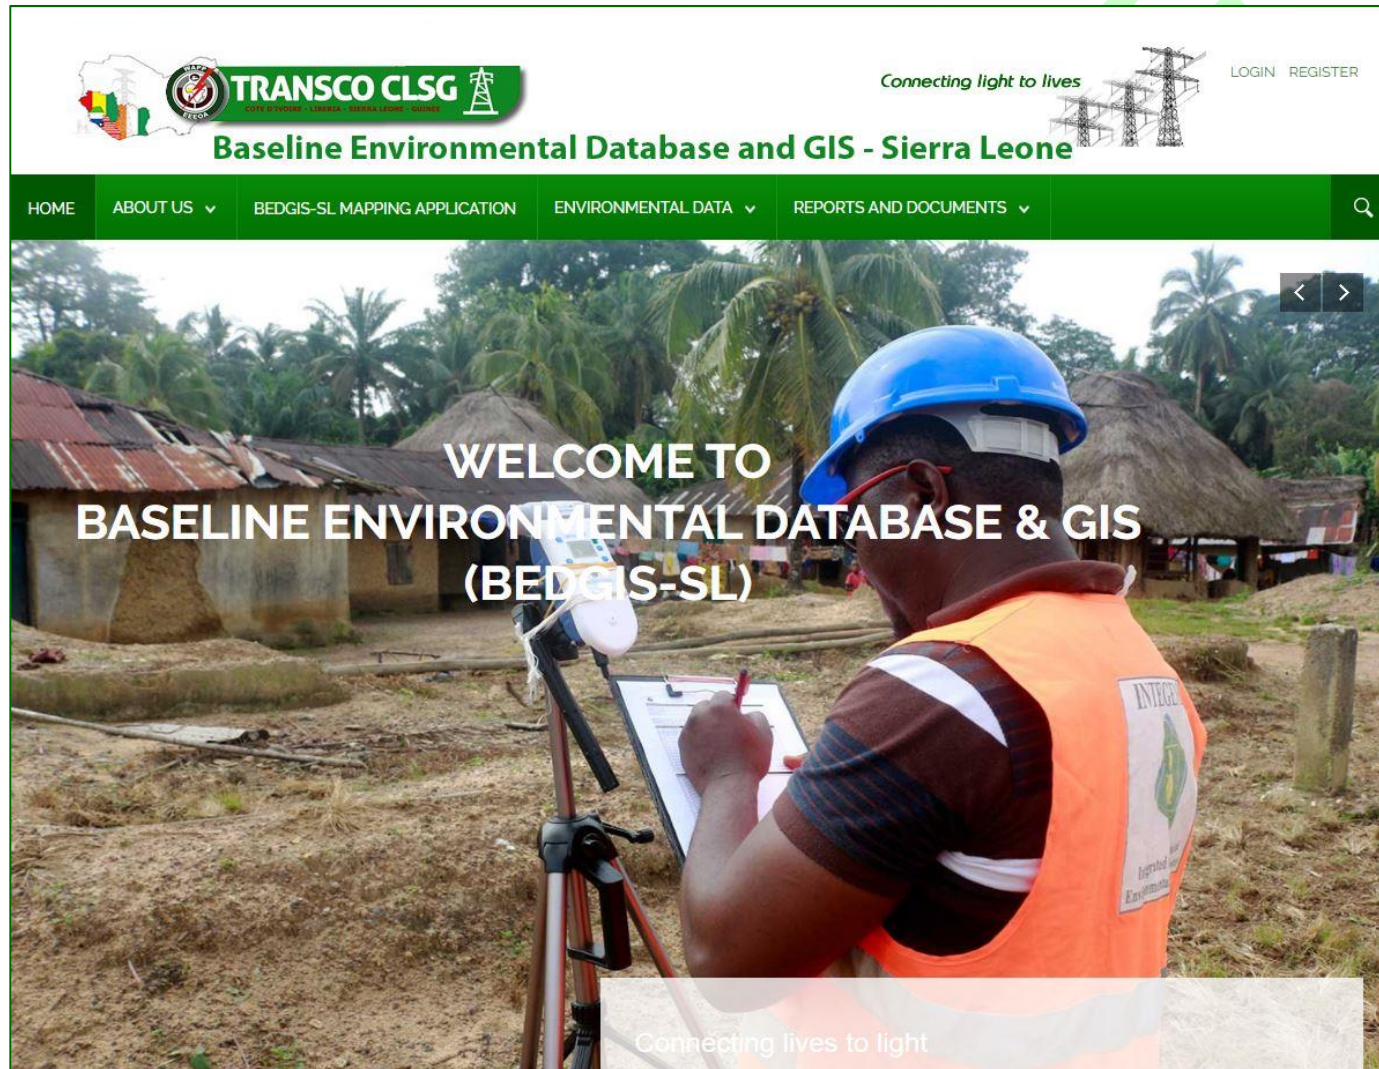 WAPP
EEEOA
TRANSCO CLSG
COTE D'IVOIRE - LIBERIA - SIERRA LEONE - GUINEE
Connecting light to lives
LOGIN REGISTER
Baseline Environmental Database and GIS - Sierra Leone
HOME ABOUT US BEDGIS-SL MAPPING APPLICATION ENVIRONMENTAL DATA REPORTS AND DOCUMENTS
WELCOME TO
BASELINE ENVIRONMENTAL DATABASE & GIS
(BEDGIS-SL)
Connecting lives to light